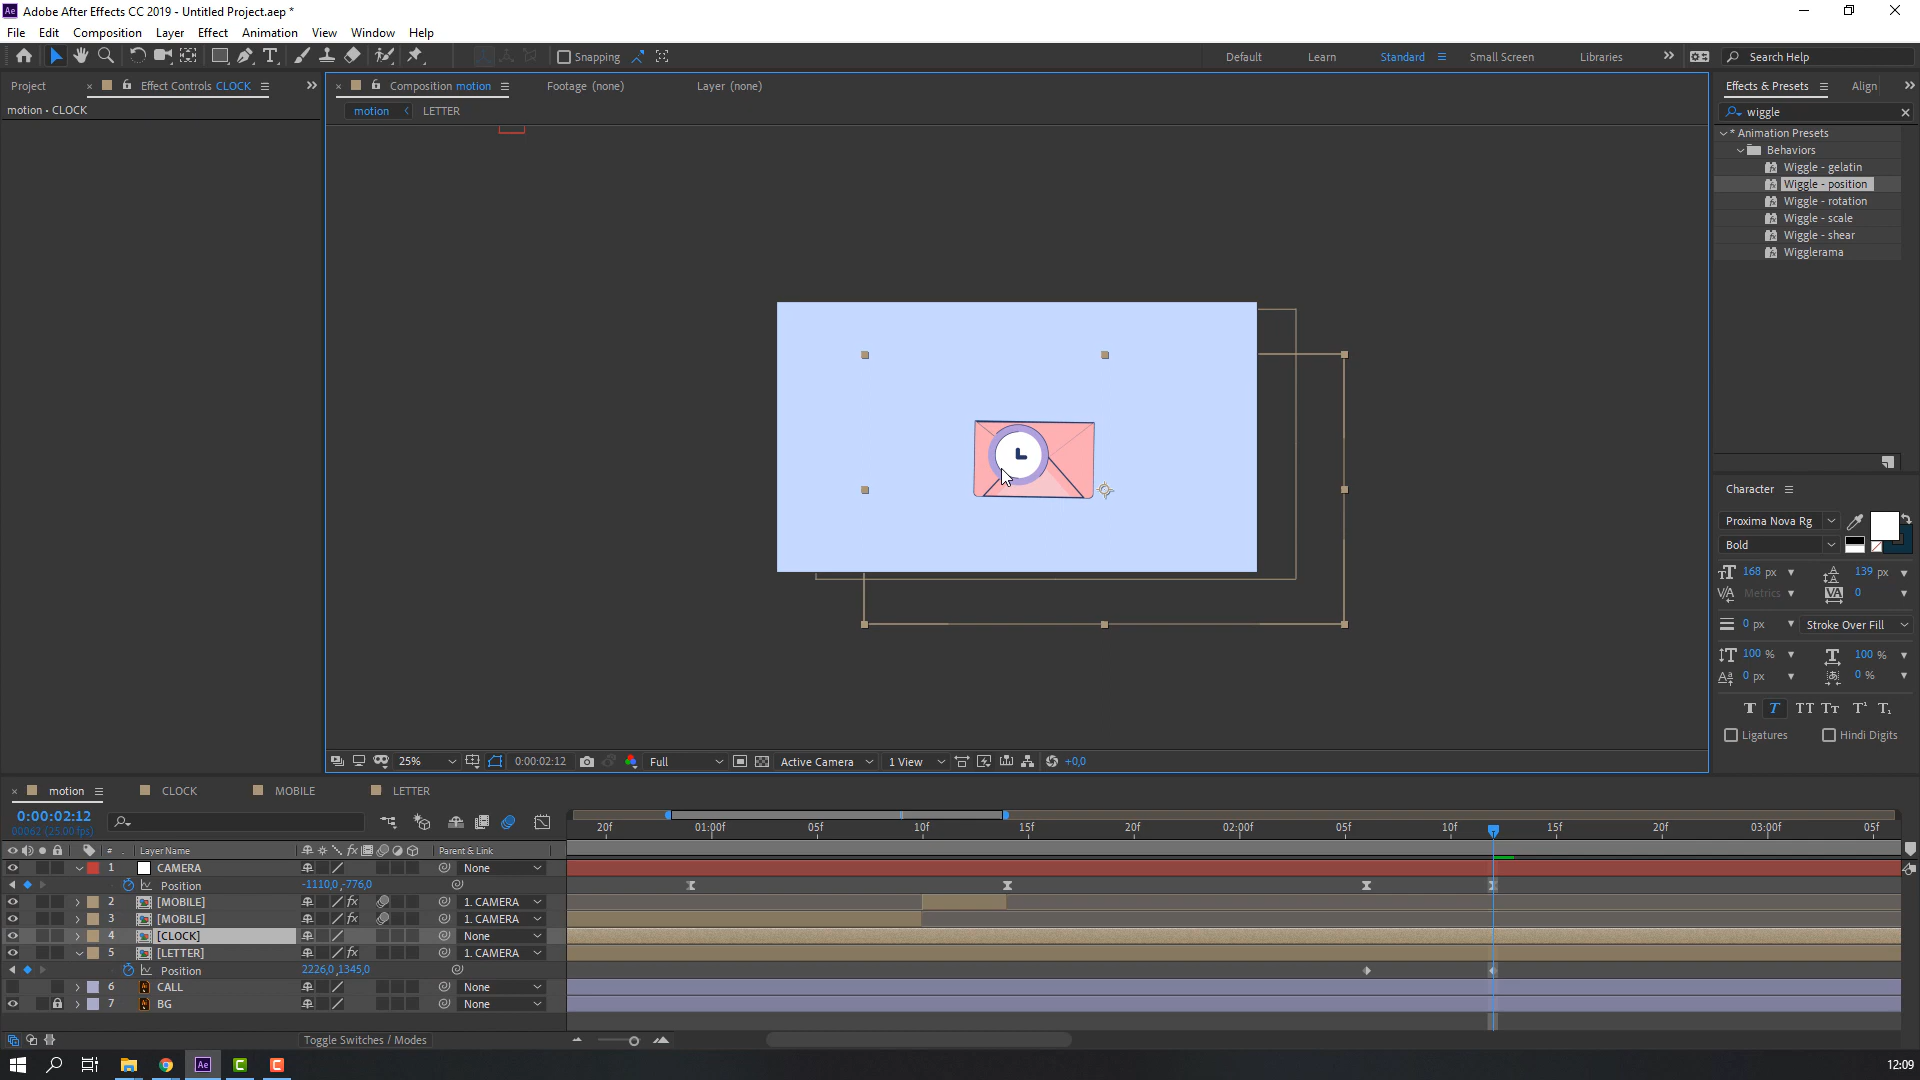 Adobe After Effects CC 2019 - Untitled Project.aep *
File Edit Composition Layer Effect Animation View Window Help
Snapping Default Learn Standard Small Screen Libraries Search Help
Project Effect Controls CLOCK
motion • CLOCK
Composition motion Footage (none) Layer (none)
motion LETTER
Effects & Presets Align
wiggle
* Animation Presets
Behaviors
Wiggle - gelatin
Wiggle - position
Wiggle - rotation
Wiggle - scale
Wiggle - shear
Wigglerama
Character
Proxima Nova Rg
Bold
168 px 139 px
Metrics 0
0 px Stroke Over Fill
100 % 100 %
0 px 0 %
Ligatures Hindi Digits
25% 0:00:02:12 Full Active Camera 1 View +0,0
motion CLOCK MOBILE LETTER
0:00:02:12
00062 (25.00 fps)
20f 01:00f 05f 10f 15f 20f 02:00f 05f 10f 15f 20f 03:00f 05f
# Layer Name Parent & Link
1 CAMERA None
Position -1110,0,-776,0
2 [MOBILE] 1. CAMERA
3 [MOBILE] 1. CAMERA
4 [CLOCK] None
5 [LETTER] 1. CAMERA
Position 2226,0,1345,0
6 CALL None
7 BG None
Toggle Switches / Modes
12:09